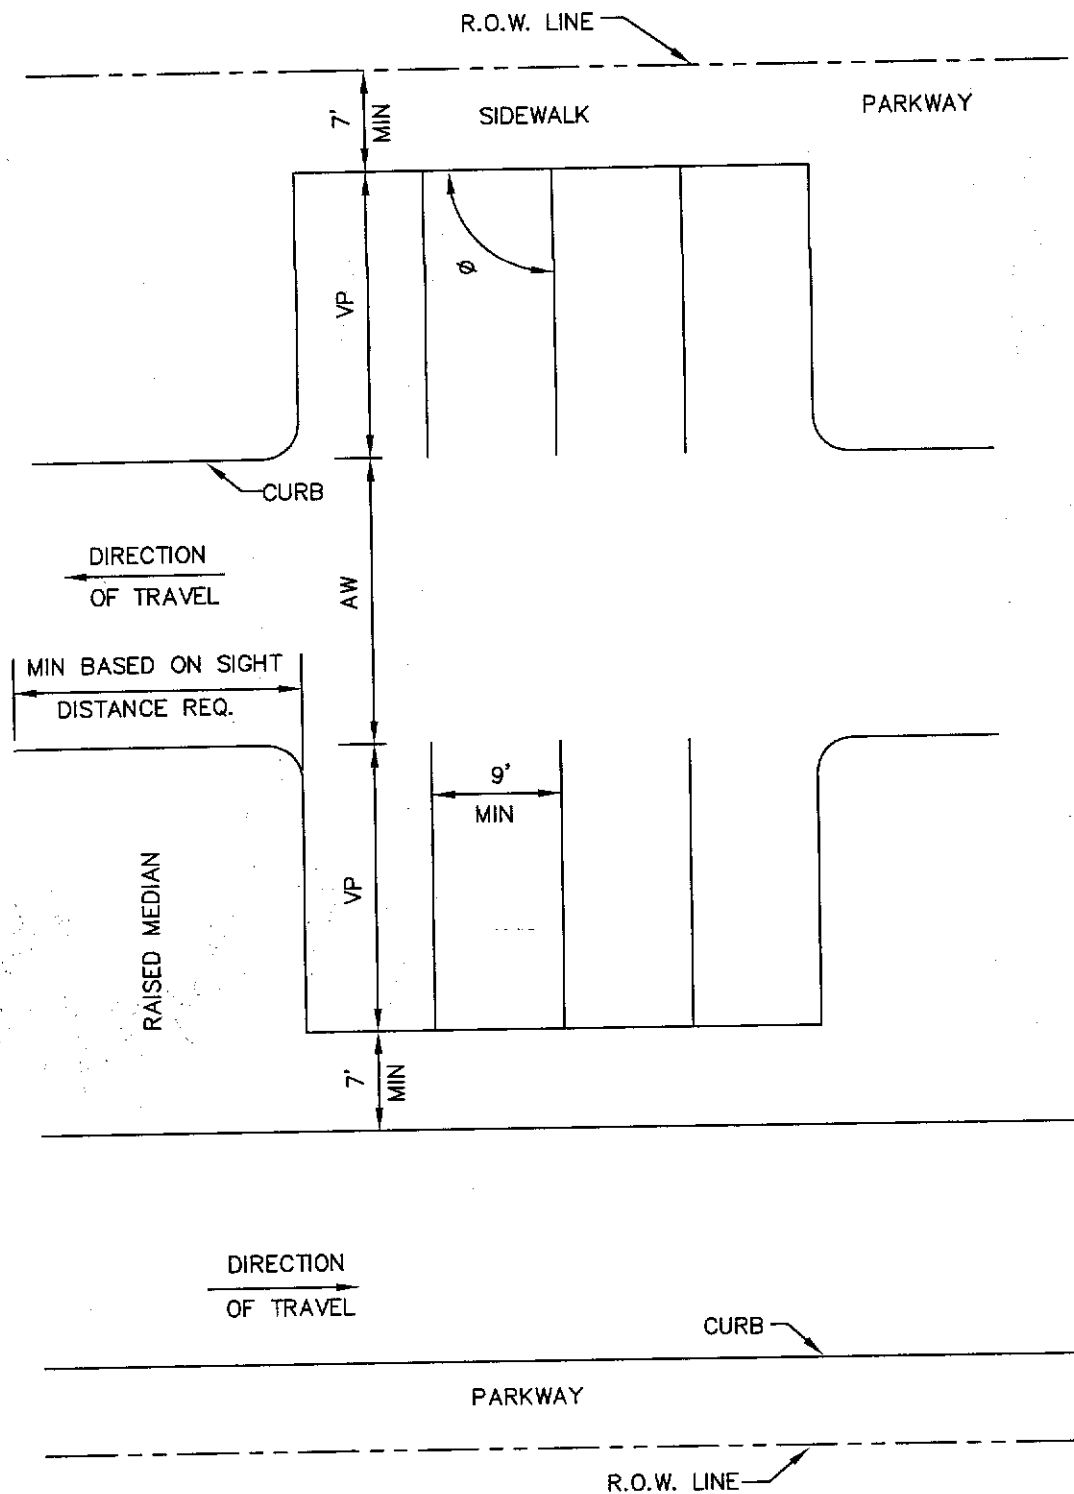 R.O.W. LINE
7'
MIN
SIDEWALK
PARKWAY
Ø
VP
CURB
DIRECTION
OF TRAVEL
AW
MIN BASED ON SIGHT
DISTANCE REQ.
9'
MIN
VP
RAISED MEDIAN
7'
MIN
DIRECTION
OF TRAVEL
CURB
PARKWAY
R.O.W. LINE